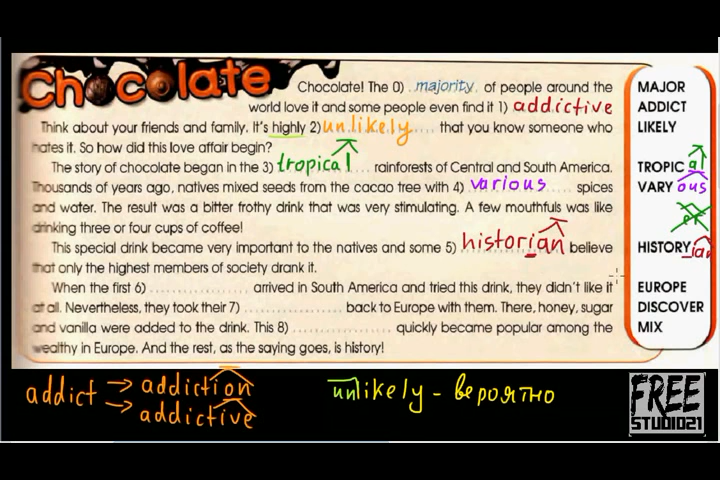 Chocolate
Chocolate! The 0) majority of people around the
world love it and some people even find it 1) addictive
Think about your friends and family. It's highly 2) unlikely that you know someone who
hates it. So how did this love affair begin?
The story of chocolate began in the 3) tropical rainforests of Central and South America.
Thousands of years ago, natives mixed seeds from the cacao tree with 4) various spices
and water. The result was a bitter frothy drink that was very stimulating. A few mouthfuls was like
drinking three or four cups of coffee!
This special drink became very important to the natives and some 5) historian believe
that only the highest members of society drank it.
When the first 6) .................... arrived in South America and tried this drink, they didn't like it
at all. Nevertheless, they took their 7) .................... back to Europe with them. There, honey, sugar
and vanilla were added to the drink. This 8) .................... quickly became popular among the
wealthy in Europe. And the rest, as the saying goes, is history!
MAJOR
ADDICT
LIKELY
TROPIC al
VARY ous
HISTORY ian
EUROPE
DISCOVER
MIX
addict → addiction
→ addictive
unlikely - вероятно
FREE
STUDIO21